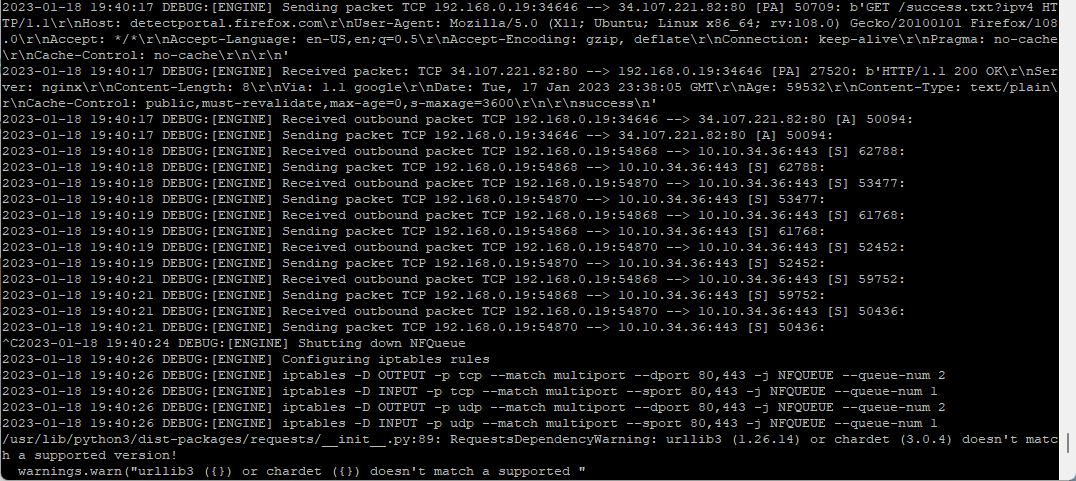 2023-01-18 19:40:17 DEBUG:[ENGINE] Sending packet TCP 192.168.0.19:34646 --> 34.107.221.82:80 [PA] 50709: b'GET /success.txt?ipv4 HT
TP/1.1\r\nHost: detectportal.firefox.com\r\nUser-Agent: Mozilla/5.0 (X11; Ubuntu; Linux x86_64; rv:108.0) Gecko/20100101 Firefox/108
.0\r\nAccept: */*\r\nAccept-Language: en-US,en;q=0.5\r\nAccept-Encoding: gzip, deflate\r\nConnection: keep-alive\r\nPragma: no-cache
\r\nCache-Control: no-cache\r\n\r\n'
2023-01-18 19:40:17 DEBUG:[ENGINE] Received packet: TCP 34.107.221.82:80 --> 192.168.0.19:34646 [PA] 27520: b'HTTP/1.1 200 OK\r\nSer
ver: nginx\r\nContent-Length: 8\r\nVia: 1.1 google\r\nDate: Tue, 17 Jan 2023 23:38:05 GMT\r\nAge: 59532\r\nContent-Type: text/plain\
r\nCache-Control: public,must-revalidate,max-age=0,s-maxage=3600\r\n\r\nsuccess\n'
2023-01-18 19:40:17 DEBUG:[ENGINE] Received outbound packet TCP 192.168.0.19:34646 --> 34.107.221.82:80 [A] 50094:
2023-01-18 19:40:17 DEBUG:[ENGINE] Sending packet TCP 192.168.0.19:34646 --> 34.107.221.82:80 [A] 50094:
2023-01-18 19:40:18 DEBUG:[ENGINE] Received outbound packet TCP 192.168.0.19:54868 --> 10.10.34.36:443 [S] 62788:
2023-01-18 19:40:18 DEBUG:[ENGINE] Sending packet TCP 192.168.0.19:54868 --> 10.10.34.36:443 [S] 62788:
2023-01-18 19:40:18 DEBUG:[ENGINE] Received outbound packet TCP 192.168.0.19:54870 --> 10.10.34.36:443 [S] 53477:
2023-01-18 19:40:18 DEBUG:[ENGINE] Sending packet TCP 192.168.0.19:54870 --> 10.10.34.36:443 [S] 53477:
2023-01-18 19:40:19 DEBUG:[ENGINE] Received outbound packet TCP 192.168.0.19:54868 --> 10.10.34.36:443 [S] 61768:
2023-01-18 19:40:19 DEBUG:[ENGINE] Sending packet TCP 192.168.0.19:54868 --> 10.10.34.36:443 [S] 61768:
2023-01-18 19:40:19 DEBUG:[ENGINE] Received outbound packet TCP 192.168.0.19:54870 --> 10.10.34.36:443 [S] 52452:
2023-01-18 19:40:19 DEBUG:[ENGINE] Sending packet TCP 192.168.0.19:54870 --> 10.10.34.36:443 [S] 52452:
2023-01-18 19:40:21 DEBUG:[ENGINE] Received outbound packet TCP 192.168.0.19:54868 --> 10.10.34.36:443 [S] 59752:
2023-01-18 19:40:21 DEBUG:[ENGINE] Sending packet TCP 192.168.0.19:54868 --> 10.10.34.36:443 [S] 59752:
2023-01-18 19:40:21 DEBUG:[ENGINE] Received outbound packet TCP 192.168.0.19:54870 --> 10.10.34.36:443 [S] 50436:
2023-01-18 19:40:21 DEBUG:[ENGINE] Sending packet TCP 192.168.0.19:54870 --> 10.10.34.36:443 [S] 50436:
^C2023-01-18 19:40:24 DEBUG:[ENGINE] Shutting down NFQueue
2023-01-18 19:40:26 DEBUG:[ENGINE] Configuring iptables rules
2023-01-18 19:40:26 DEBUG:[ENGINE] iptables -D OUTPUT -p tcp --match multiport --dport 80,443 -j NFQUEUE --queue-num 2
2023-01-18 19:40:26 DEBUG:[ENGINE] iptables -D INPUT -p tcp --match multiport --sport 80,443 -j NFQUEUE --queue-num 1
2023-01-18 19:40:26 DEBUG:[ENGINE] iptables -D OUTPUT -p udp --match multiport --dport 80,443 -j NFQUEUE --queue-num 2
2023-01-18 19:40:26 DEBUG:[ENGINE] iptables -D INPUT -p udp --match multiport --sport 80,443 -j NFQUEUE --queue-num 1
/usr/lib/python3/dist-packages/requests/__init__.py:89: RequestsDependencyWarning: urllib3 (1.26.14) or chardet (3.0.4) doesn't matc
h a supported version!
  warnings.warn("urllib3 ({}) or chardet ({}) doesn't match a supported "